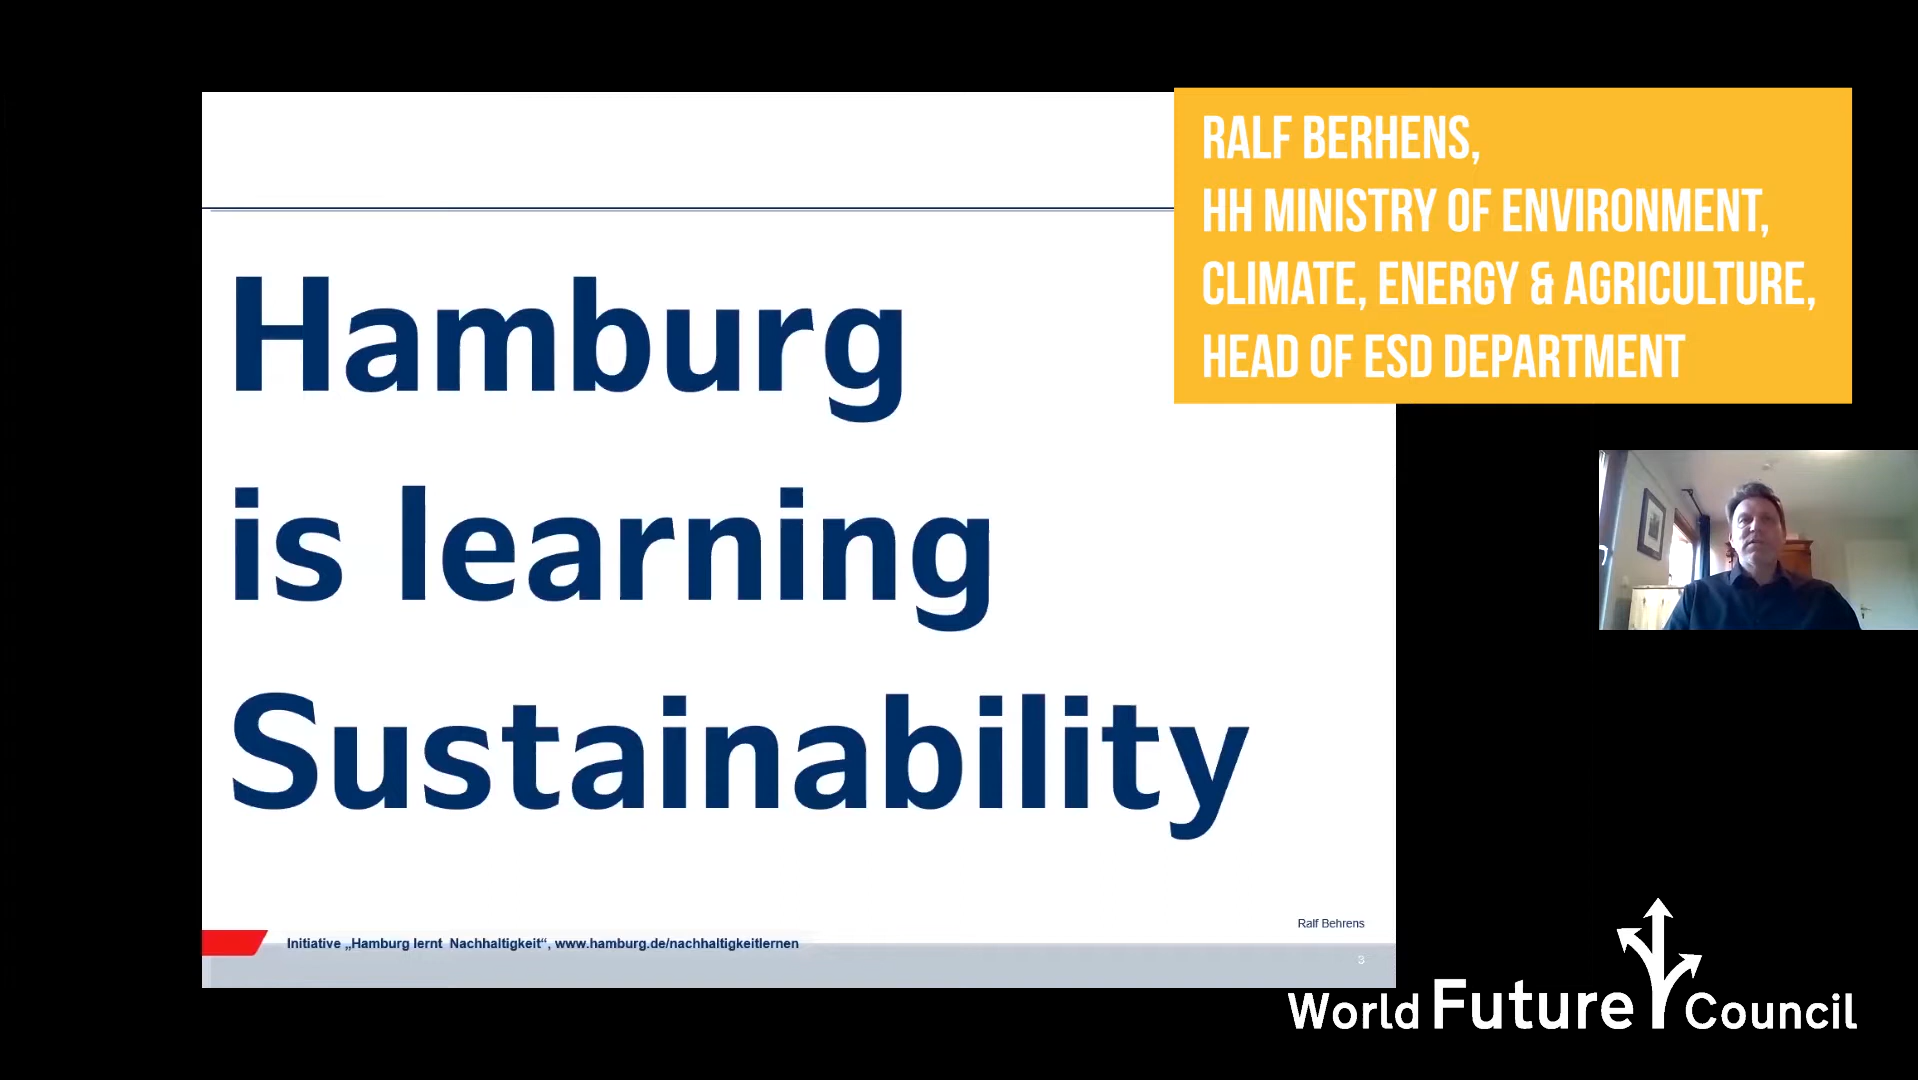 RALF BERHENS,
HH MINISTRY OF ENVIRONMENT,
CLIMATE, ENERGY & AGRICULTURE,
HEAD OF ESD DEPARTMENT
Hamburg
is learning
Sustainability
Ralf Behrens
Initiative „Hamburg lernt Nachhaltigkeit“, www.hamburg.de/nachhaltigkeitlernen
3
World Future Council